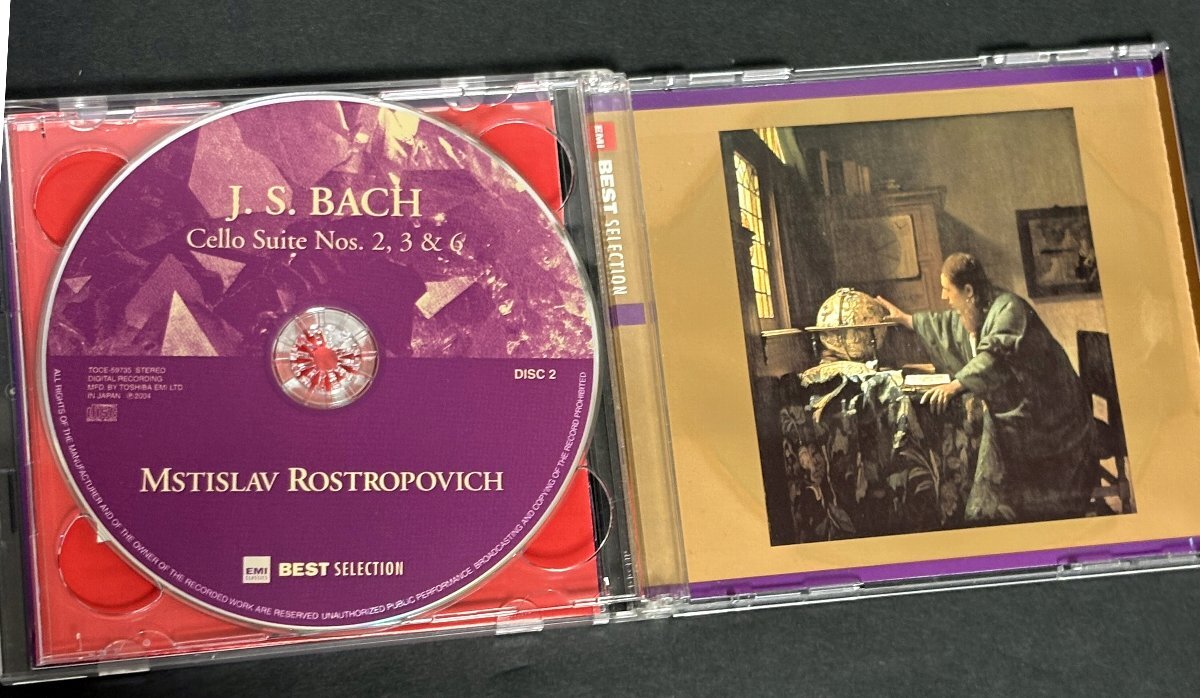 J. S. BACH
Cello Suite Nos. 2, 3 & 6
TOCE-59735 STEREO
DIGITAL RECORDING
MFD. BY TOSHIBA EMI LTD.
IN JAPAN ℗2004
DISC 2
MSTISLAV ROSTROPOVICH
EMI
CLASSICS
BEST SELECTION
ALL RIGHTS OF THE MANUFACTURER AND OF THE OWNER OF THE RECORDED WORK ARE RESERVED UNAUTHORIZED PUBLIC PERFORMANCE, BROADCASTING AND COPYING OF THE RECORD PROHIBITED
EMI
BEST SELECTION